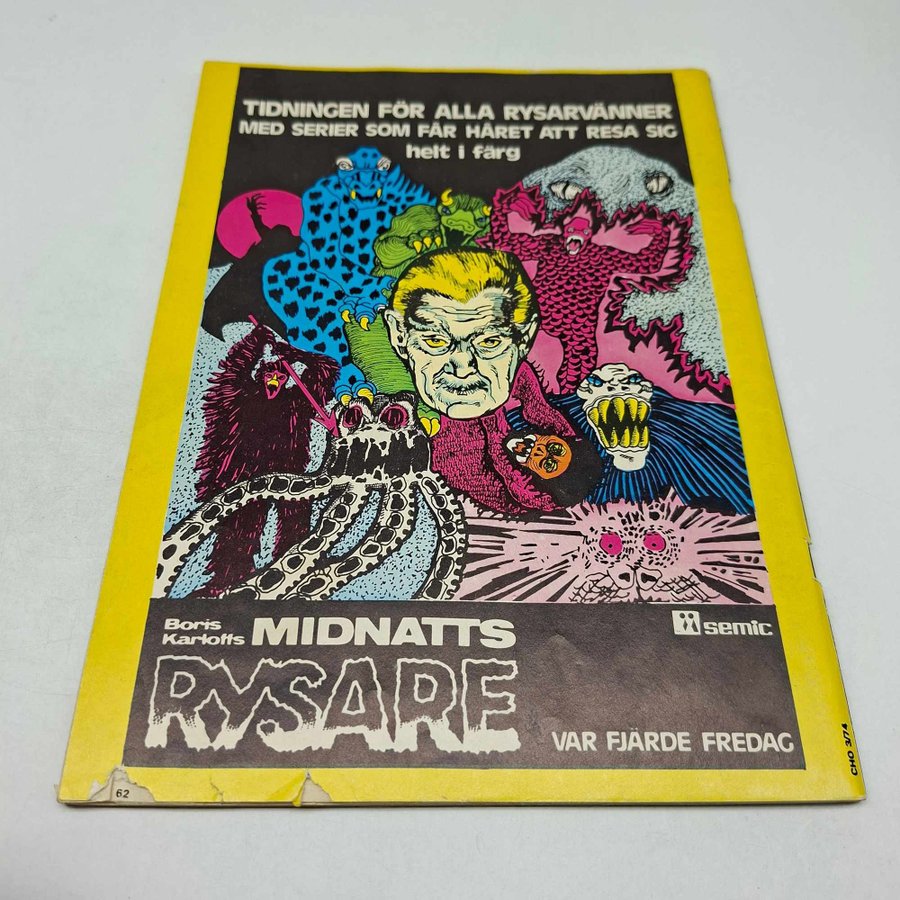 TIDNINGEN FÖR ALLA RYSARVÄNNER
MED SERIER SOM FÅR HÅRET ATT RESA SIG
helt i färg
Boris
Karloffs MIDNATTS
RYSARE
semic
VAR FJÄRDE FREDAG
CHO 3/74
62